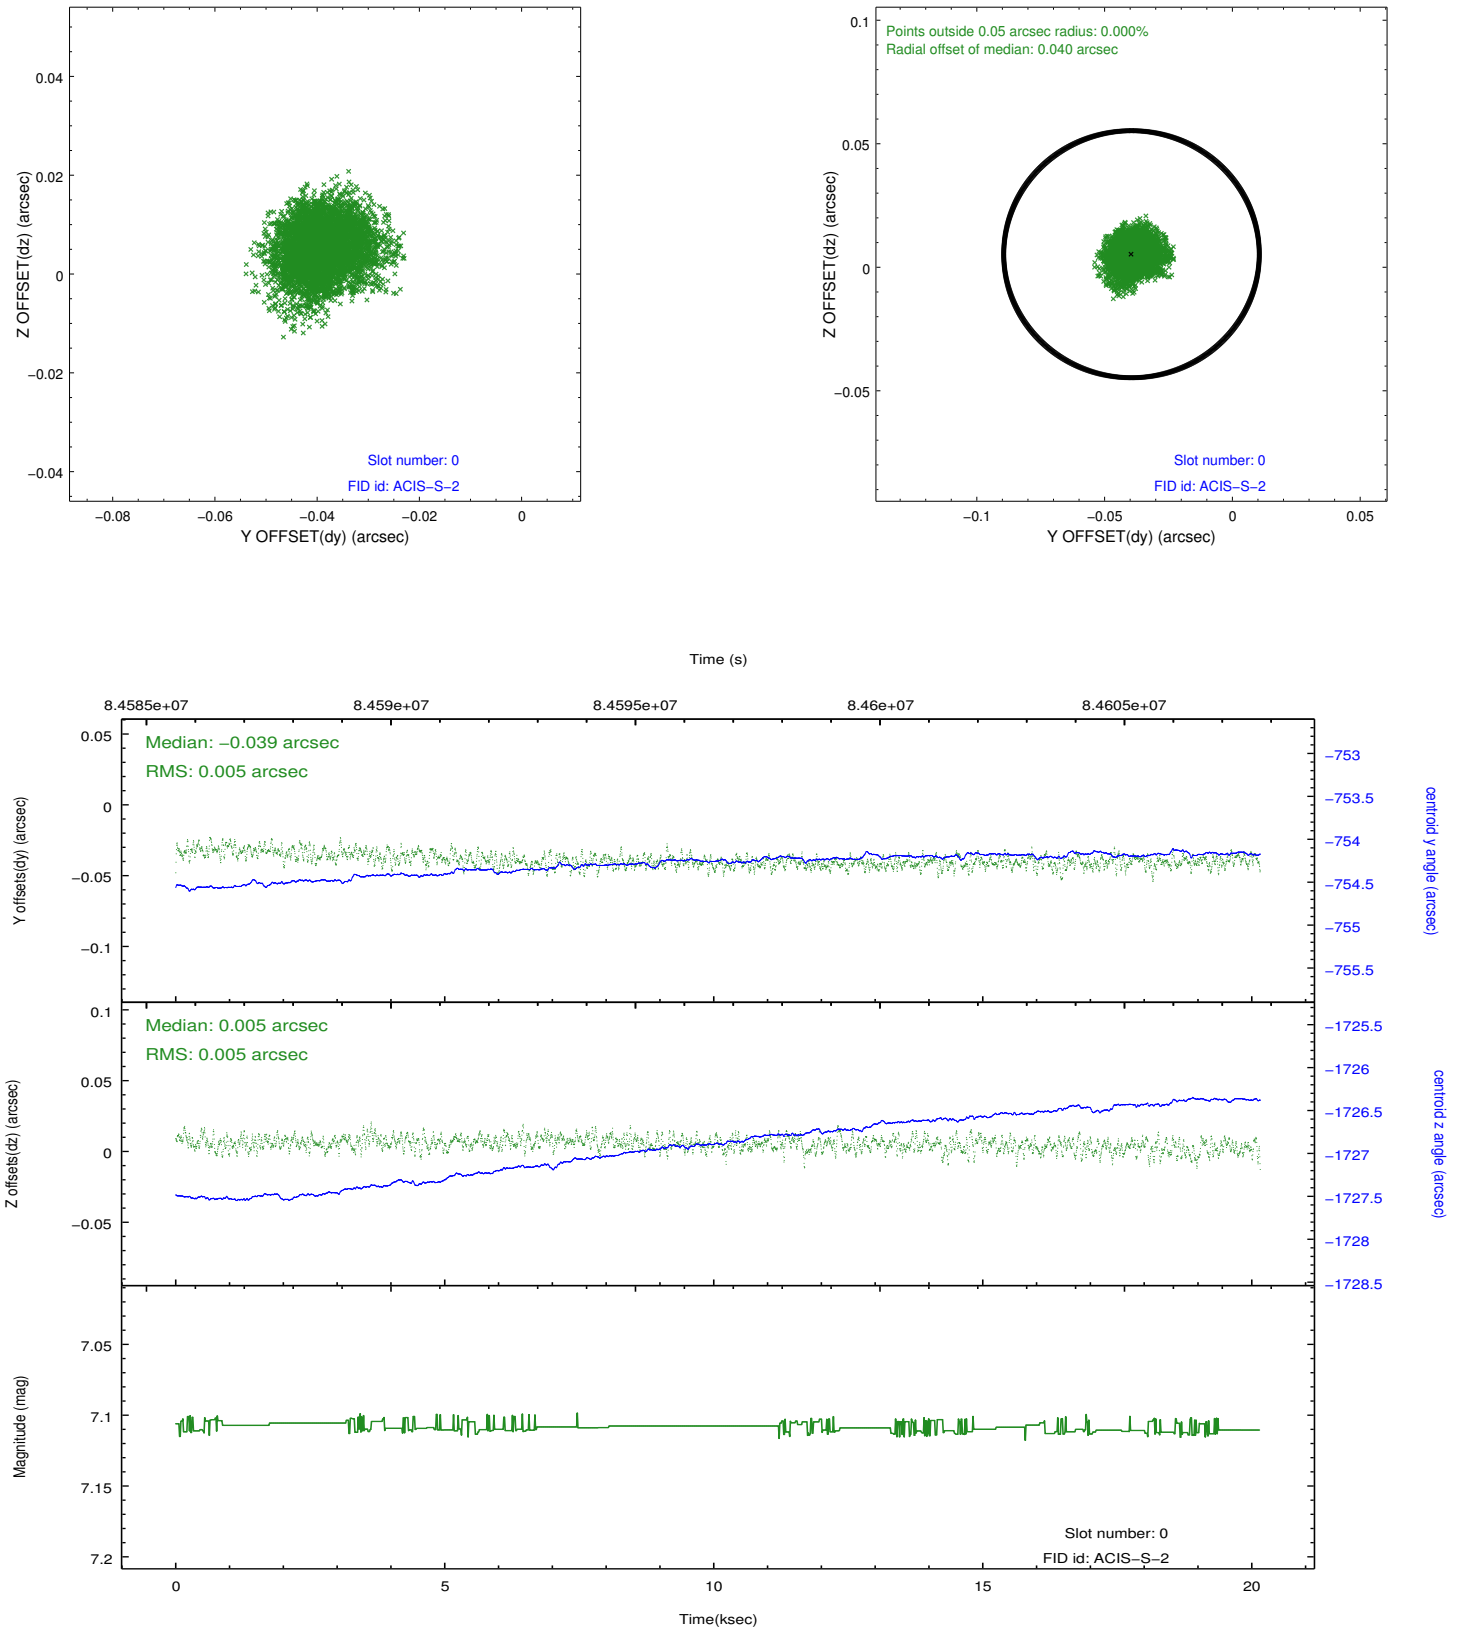 0.04
0.02
0
−0.02
−0.04
Z OFFSET(dz) (arcsec)
Slot number: 0
FID id: ACIS−S−2
−0.08
−0.06
−0.04
−0.02
0
Y OFFSET(dy) (arcsec)
Points outside 0.05 arcsec radius: 0.000%
Radial offset of median: 0.040 arcsec
0.1
0.05
0
−0.05
Z OFFSET(dz) (arcsec)
Slot number: 0
FID id: ACIS−S−2
−0.1
−0.05
0
0.05
Y OFFSET(dy) (arcsec)
Time (s)
8.4585e+07
8.459e+07
8.4595e+07
8.46e+07
8.4605e+07
Median: −0.039 arcsec
RMS: 0.005 arcsec
0.05
0
−0.05
−0.1
Y offsets(dy) (arcsec)
−753
−753.5
−754
−754.5
−755
−755.5
centroid y angle (arcsec)
Median: 0.005 arcsec
RMS: 0.005 arcsec
0.1
0.05
0
−0.05
Z offsets(dz) (arcsec)
−1725.5
−1726
−1726.5
−1727
−1727.5
−1728
−1728.5
centroid z angle (arcsec)
7.05
7.1
7.15
7.2
Magnitude (mag)
Slot number: 0
FID id: ACIS−S−2
0
5
10
15
20
Time(ksec)